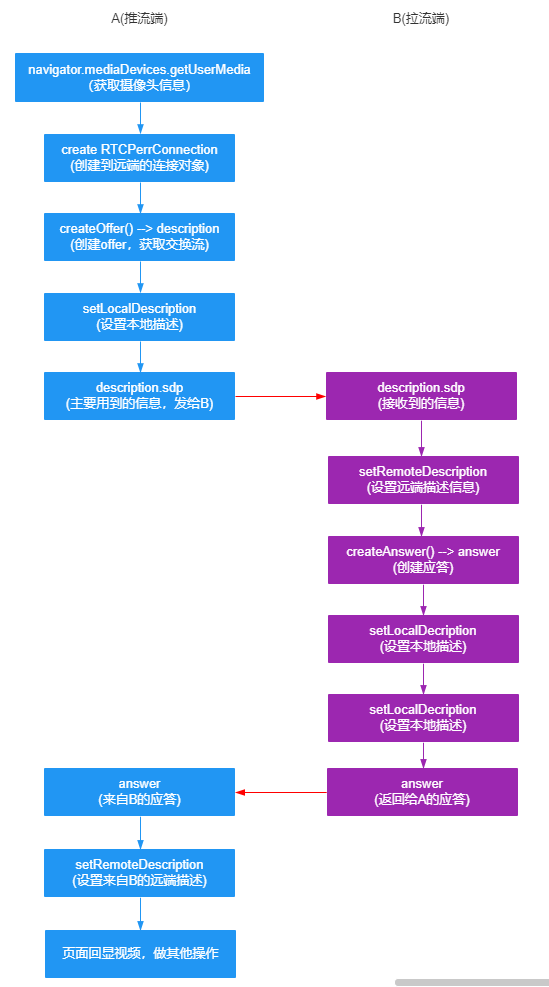 A(推流端)
B(拉流端)
navigator.mediaDevices.getUserMedia
(获取摄像头信息)
create RTCPerrConnection
(创建到远端的连接对象)
createOffer() --> description
(创建offer，获取交换流)
setLocalDescription
(设置本地描述)
description.sdp
(主要用到的信息，发给B)
description.sdp
(接收到的信息)
setRemoteDescription
(设置远端描述信息)
createAnswer() --> answer
(创建应答)
setLocalDecription
(设置本地描述)
setLocalDecription
(设置本地描述)
answer
(返回给A的应答)
answer
(来自B的应答)
setRemoteDescription
(设置来自B的远端描述)
页面回显视频，做其他操作